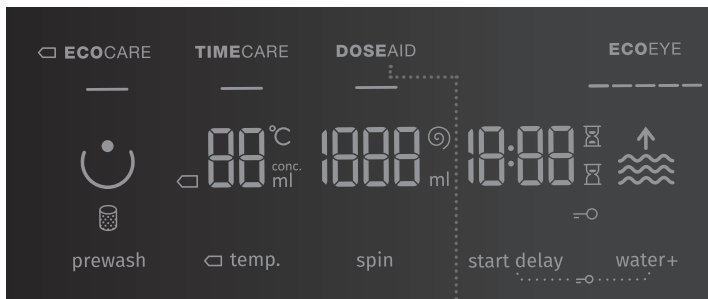 ECOCARE TIMECARE DOSEAID ECOEYE
88 °C 1888 18:88
conc.
ml ml
prewash temp. spin start delay water+